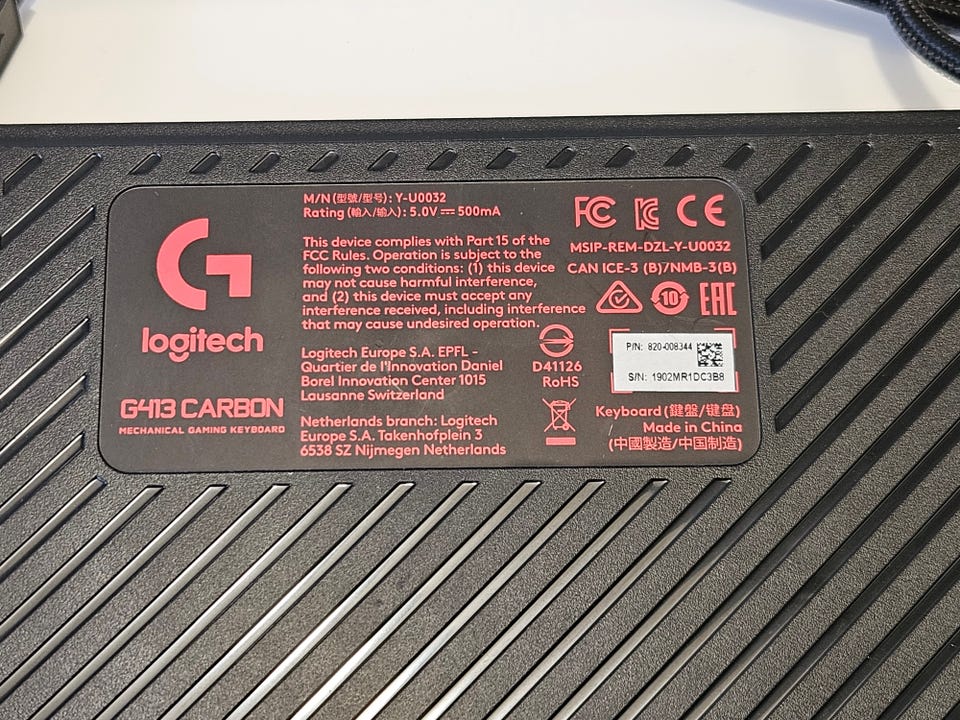 M/N (型號/型号) : Y-U0032
Rating (輸入/输入) : 5.0V ⎓ 500mA
This device complies with Part 15 of the
FCC Rules. Operation is subject to the
following two conditions: (1) this device
may not cause harmful interference,
and (2) this device must accept any
interference received, including interference
that may cause undesired operation.
Logitech Europe S.A. EPFL -
Quartier de l'Innovation Daniel
Borel Innovation Center 1015
Lausanne Switzerland
Netherlands branch: Logitech
Europe S.A. Takenhofplein 3
6538 SZ Nijmegen Netherlands
G
logitech
G413 CARBON
MECHANICAL GAMING KEYBOARD
FC KC CE
MSIP-REM-DZL-Y-U0032
CAN ICE-3 (B)/NMB-3(B)
10 EAC
D41126
RoHS
P/N: 820-008344
S/N: 1902MR1DC3B8
Keyboard (鍵盤/键盘)
Made in China
(中國製造/中国制造)